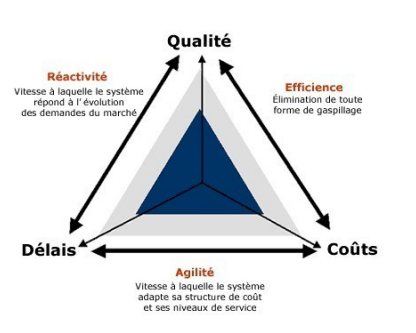 Qualité
Réactivité
Vitesse à laquelle le système
répond à l'évolution
des demandes du marché
Efficience
Élimination de toute
forme de gaspillage
Délais
Coûts
Agilité
Vitesse à laquelle le système
adapte sa structure de coût
et ses niveaux de service